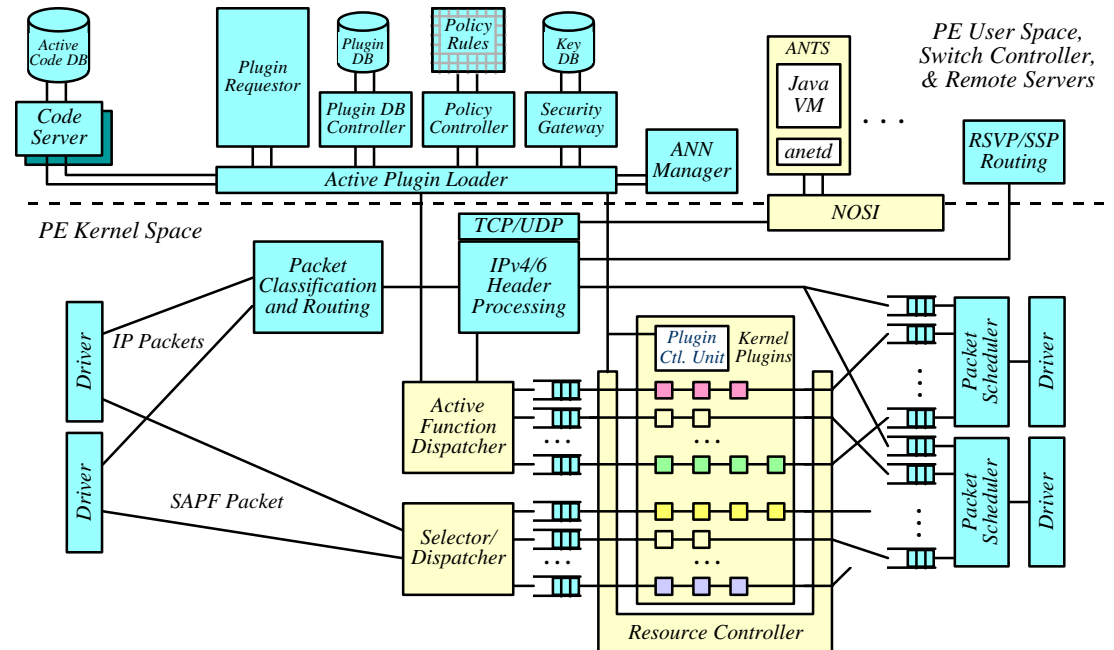 Active
Code DB
Code
Server
Plugin
Requestor
Plugin
DB
Plugin DB
Controller
Policy
Rules
Policy
Controller
Key
DB
Security
Gateway
ANN
Manager
Active Plugin Loader
ANTS
Java
VM
anetd
. . .
PE User Space,
Switch Controller,
& Remote Servers
RSVP/SSP
Routing
NOSI
PE Kernel Space
TCP/UDP
IPv4/6
Header
Processing
Packet
Classification
and Routing
Driver
IP Packets
Driver
SAPF Packet
Active
Function
Dispatcher
Selector/
Dispatcher
Plugin
Ctl. Unit
Kernel
Plugins
Resource Controller
Packet
Scheduler
Driver
Packet
Scheduler
Driver